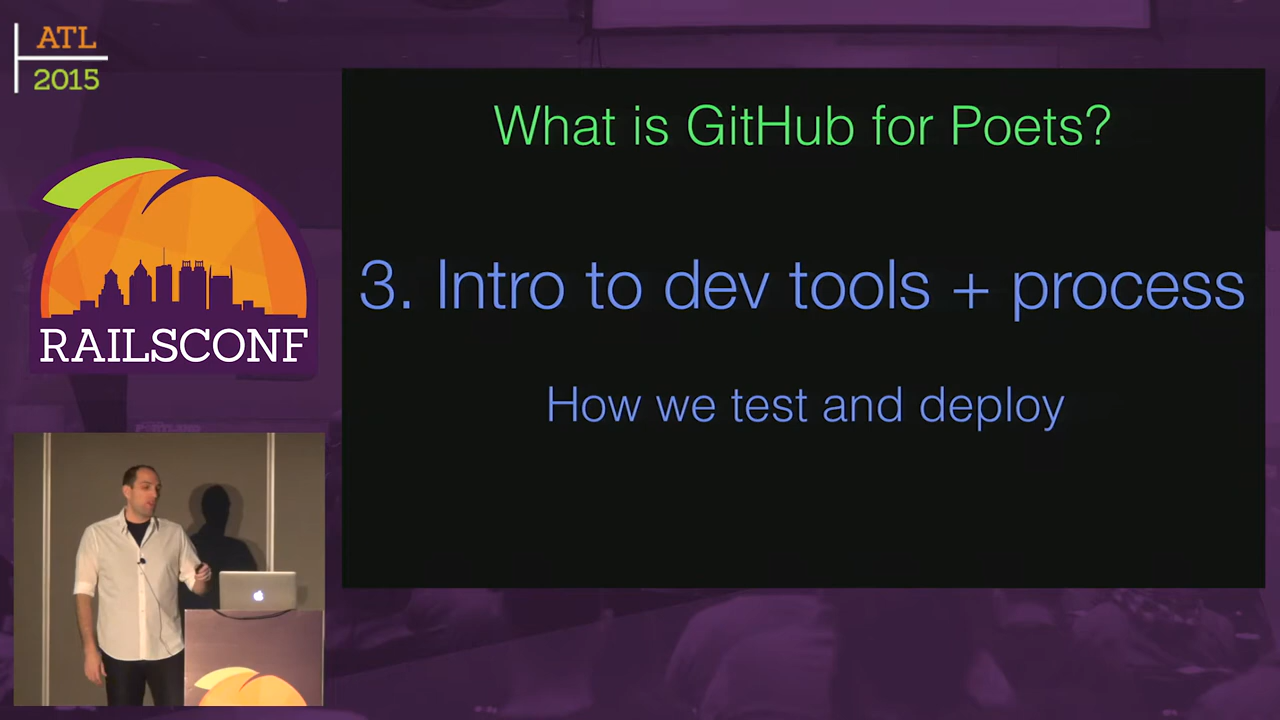 ATL
2015
RAILSCONF
What is GitHub for Poets?
3. Intro to dev tools + process
How we test and deploy